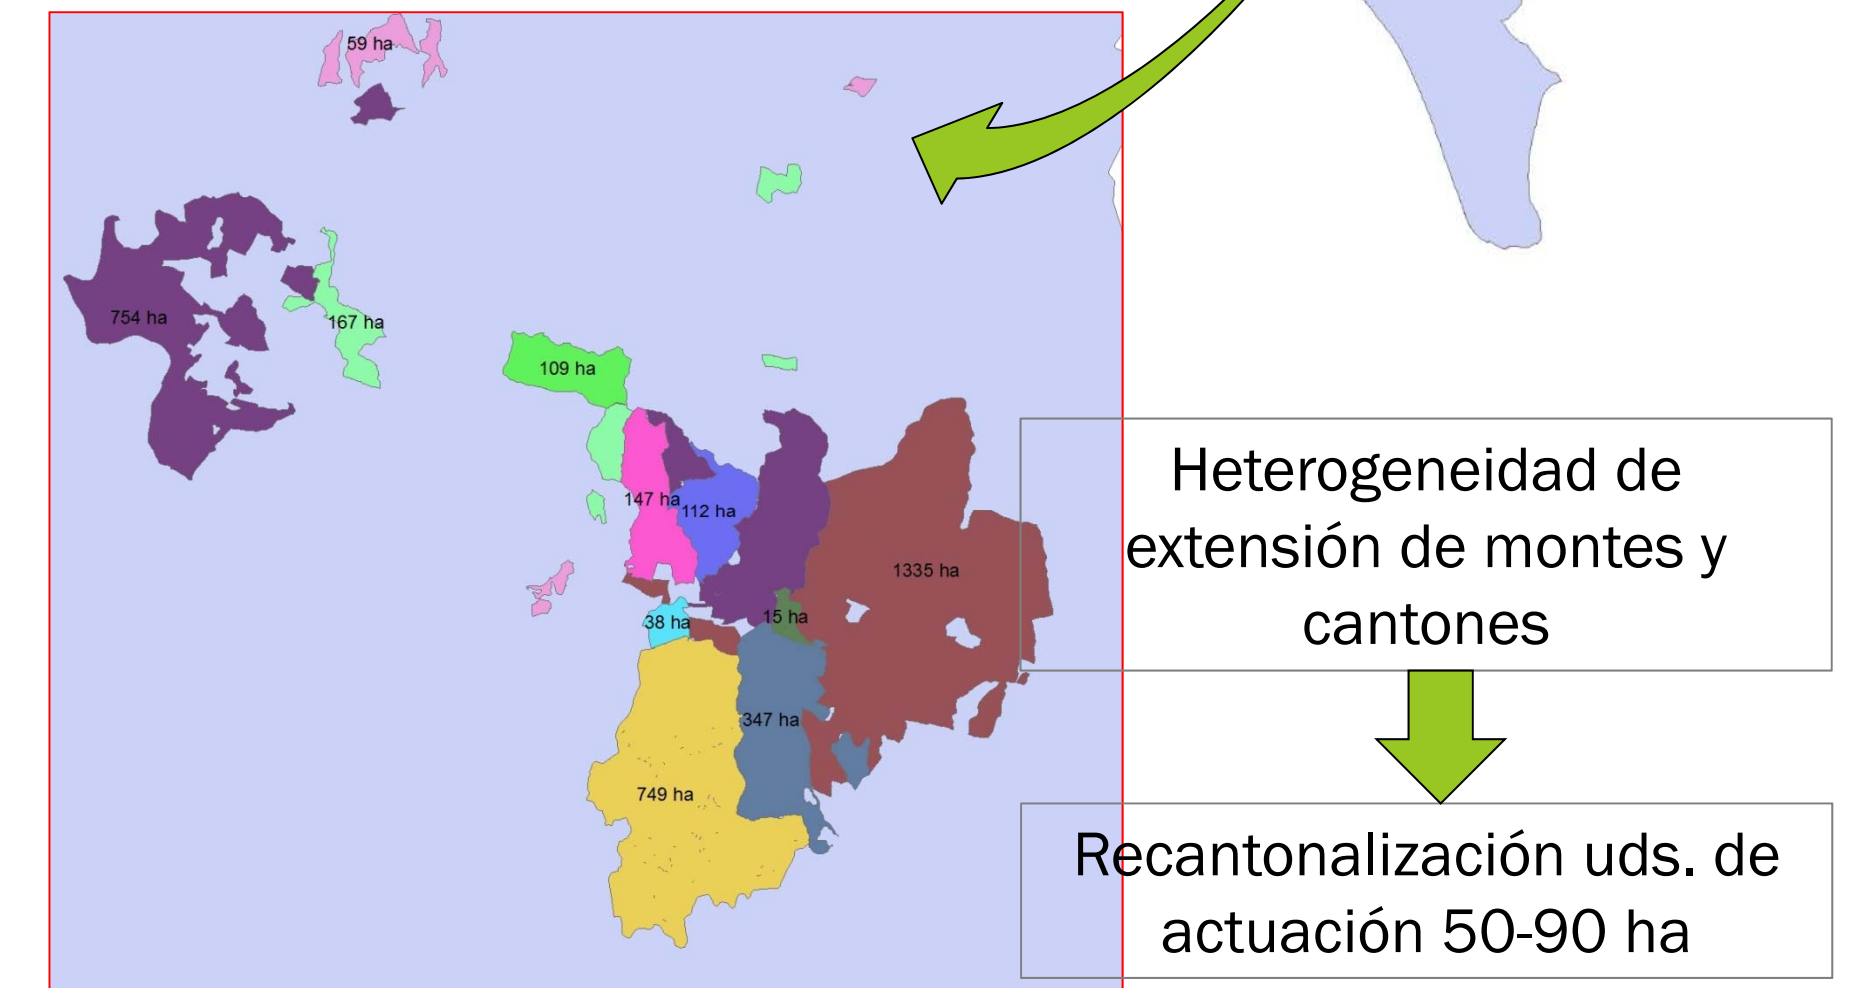 59 ha
754 ha
167 ha
109 ha
147 ha
112 ha
1335 ha
38 ha
15 ha
347 ha
749 ha
Heterogeneidad de
extensión de montes y
cantones
Recantonalización uds. de
actuación 50-90 ha